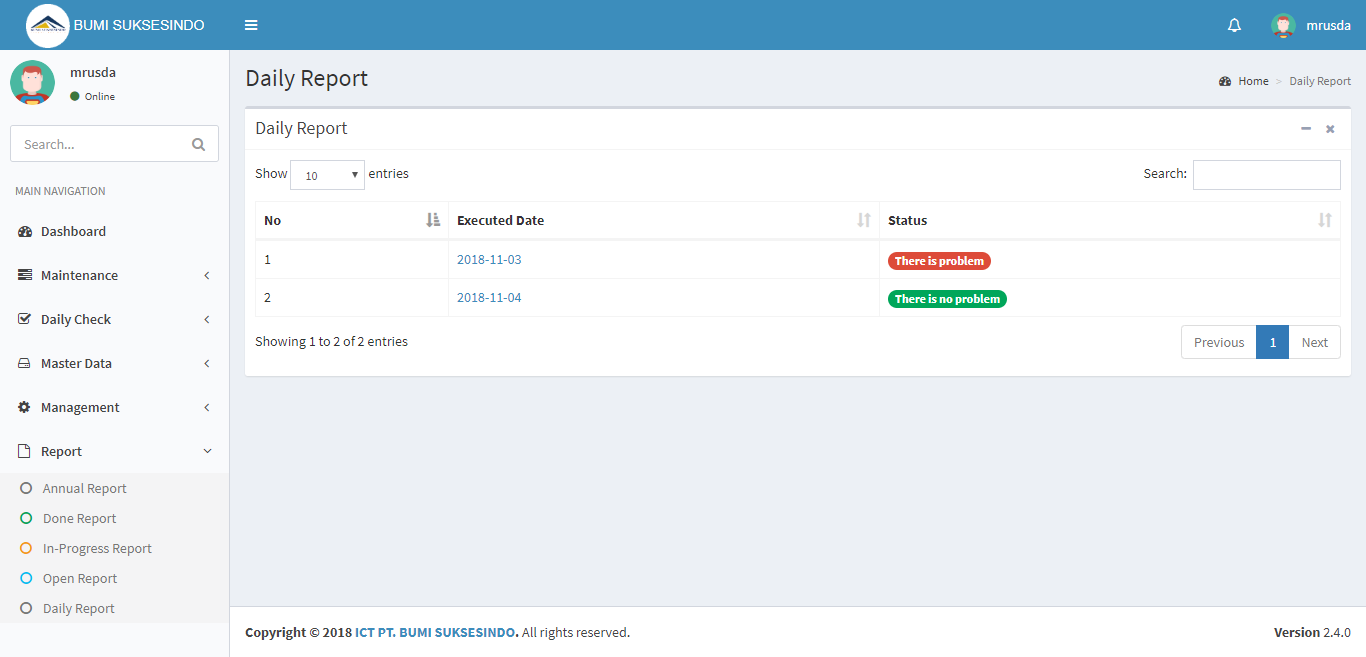 BUMI SUKSESINDO
mrusda
mrusda
Online
Search...
MAIN NAVIGATION
Dashboard
Maintenance
Daily Check
Master Data
Management
Report
Annual Report
Done Report
In-Progress Report
Open Report
Daily Report
Daily Report
Home > Daily Report
Daily Report
Show 10 entries Search:
No Executed Date Status
1 2018-11-03 There is problem
2 2018-11-04 There is no problem
Showing 1 to 2 of 2 entries Previous 1 Next
Copyright © 2018 ICT PT. BUMI SUKSESINDO. All rights reserved. Version 2.4.0